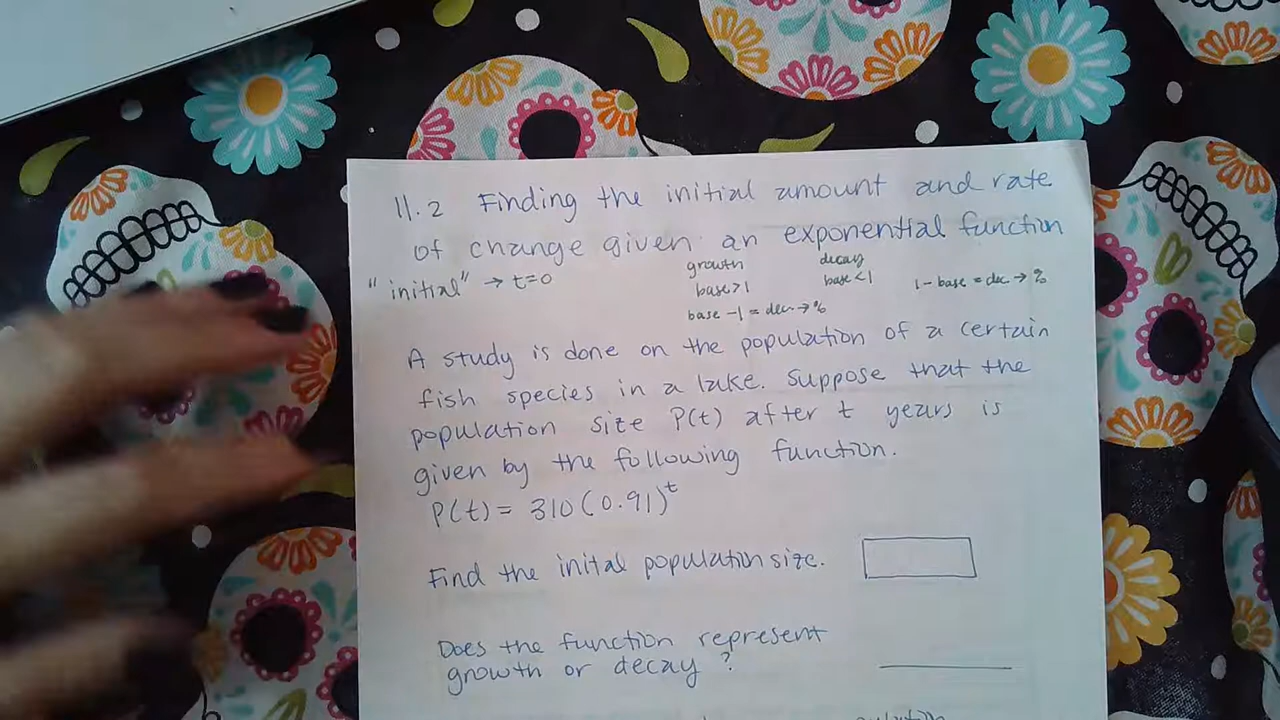 11.2 Finding the initial amount and rate
of change given an exponential function
"initial" → t=0
growth
base>1
base -1 = dec → %
decay
base<1
1 - base = dec → %
A study is done on the population of a certain
fish species in a lake. Suppose that the
population size P(t) after t years is
given by the following function.
P(t) = 310(0.91)^t
Find the inital population size.
Does the function represent
growth or decay?